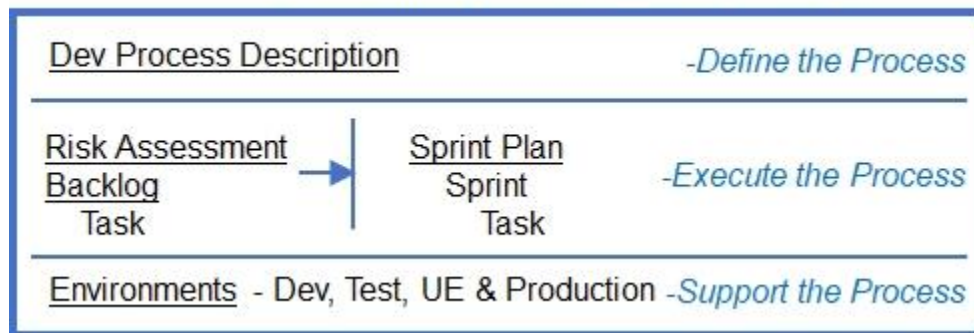 Dev Process Description -Define the Process
Risk Assessment
Backlog
Task
Sprint Plan
Sprint
Task
-Execute the Process
Environments - Dev, Test, UE & Production -Support the Process